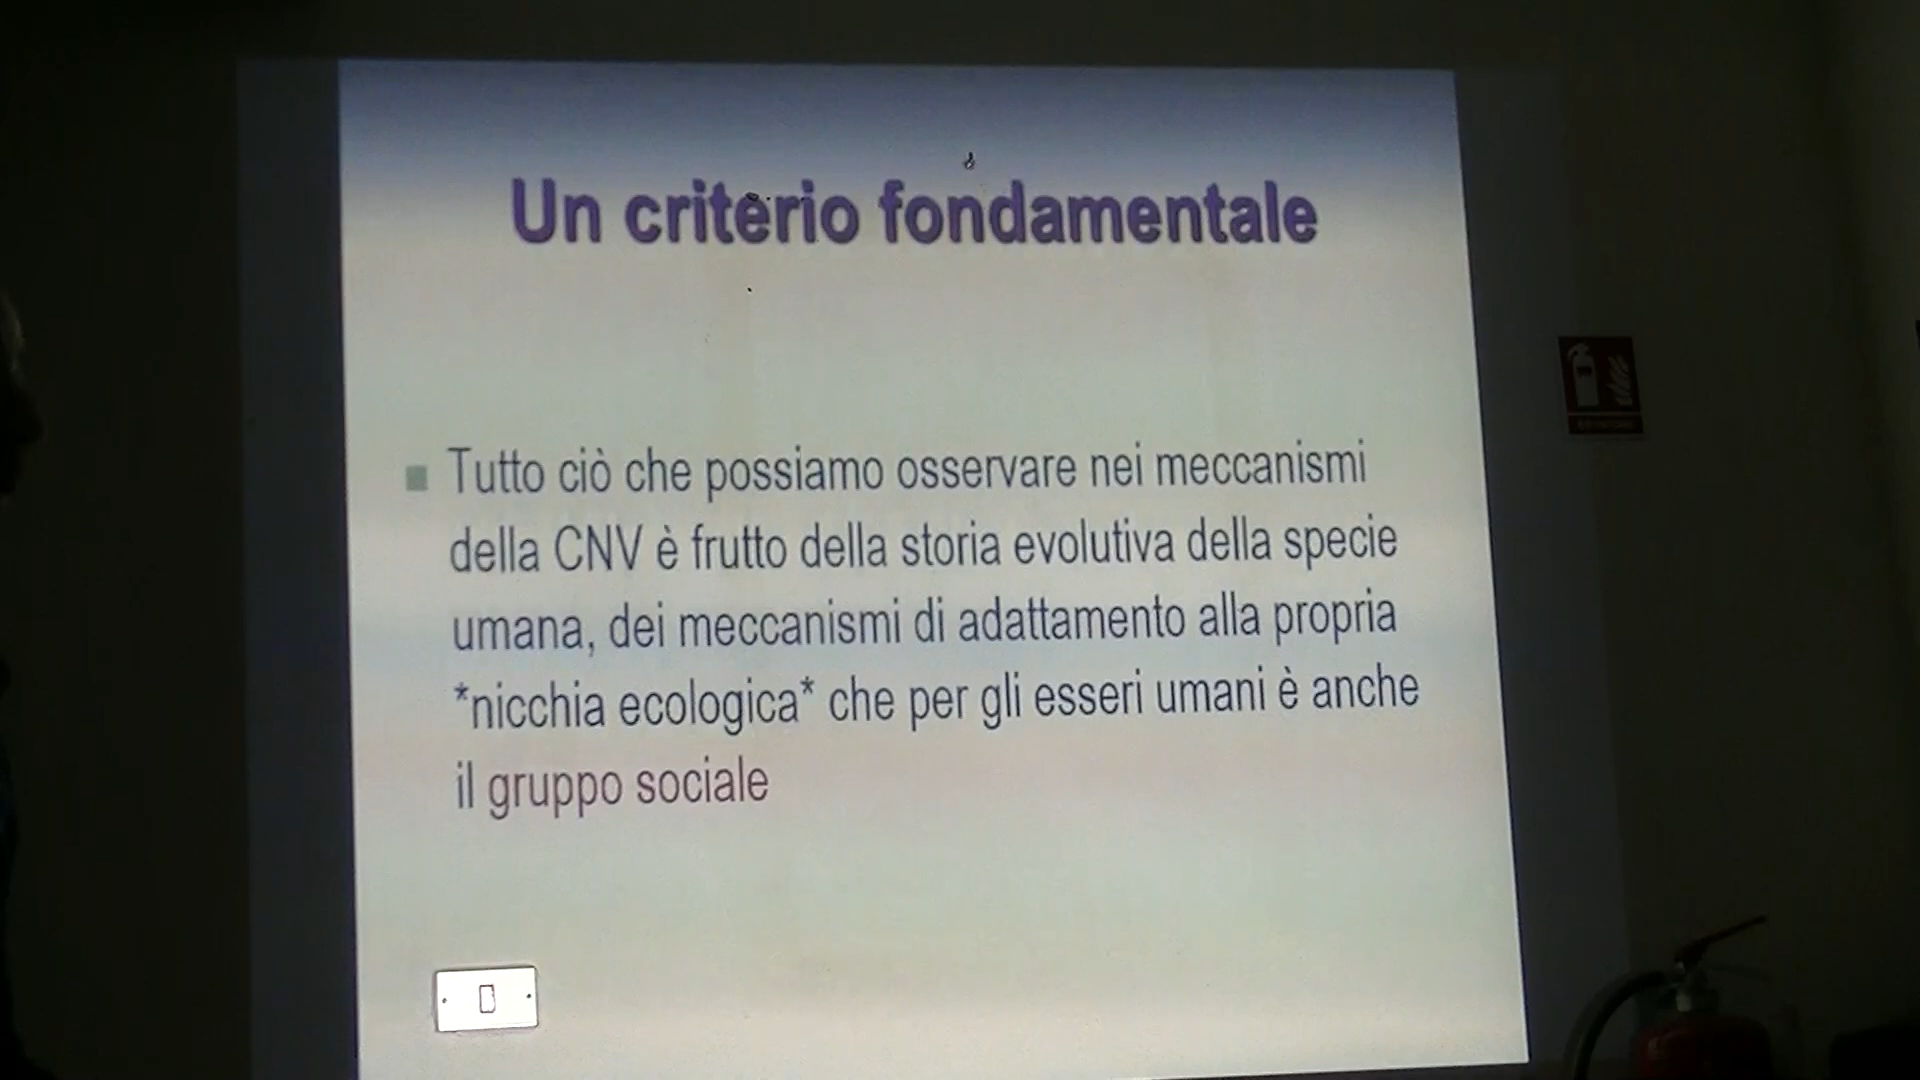 Un criterio fondamentale
Tutto ciò che possiamo osservare nei meccanismi
della CNV è frutto della storia evolutiva della specie
umana, dei meccanismi di adattamento alla propria
*nicchia ecologica* che per gli esseri umani è anche
il gruppo sociale